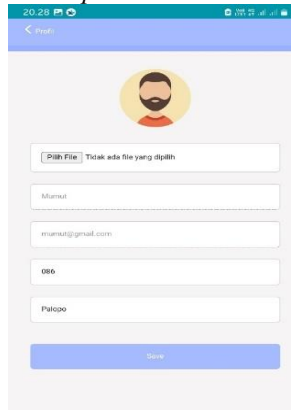 20.28
Profil
Pilih File Tidak ada file yang dipilih
Mumut
mumut@gmail.com
086
Palopo
Save